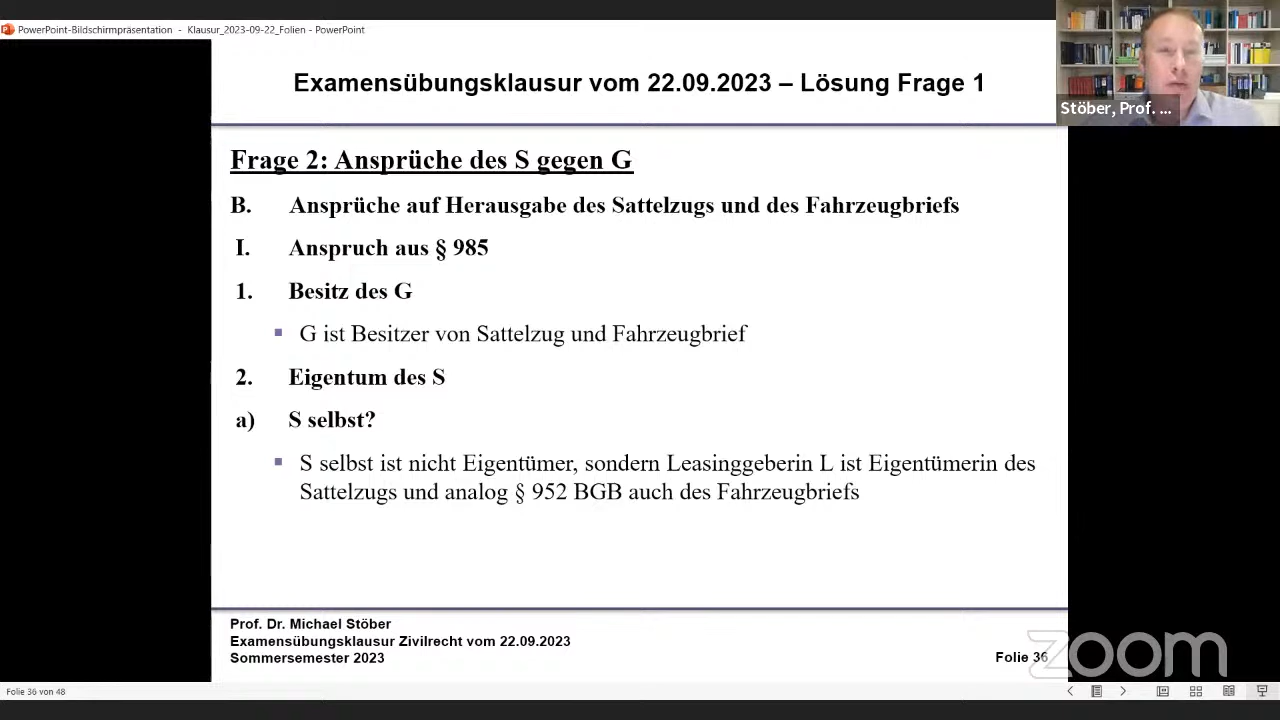 PowerPoint-Bildschirmpräsentation - Klausur_2023-09-22_Folien - PowerPoint
Stöber, Prof. ...
Examensübungsklausur vom 22.09.2023 – Lösung Frage 1
Frage 2: Ansprüche des S gegen G
B. Ansprüche auf Herausgabe des Sattelzugs und des Fahrzeugbriefs
I. Anspruch aus § 985
1. Besitz des G
▪ G ist Besitzer von Sattelzug und Fahrzeugbrief
2. Eigentum des S
a) S selbst?
▪ S selbst ist nicht Eigentümer, sondern Leasinggeberin L ist Eigentümerin des
Sattelzugs und analog § 952 BGB auch des Fahrzeugbriefs
Prof. Dr. Michael Stöber
Examensübungsklausur Zivilrecht vom 22.09.2023
Sommersemester 2023
Folie 36
zoom
Folie 36 von 48